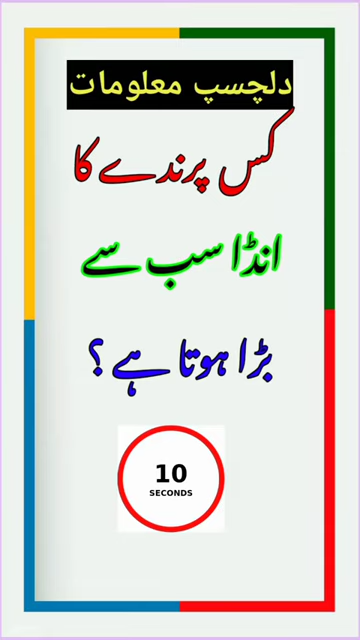 دلچسپ معلومات
کس پرندے کا
انڈا سب سے
بڑا ہوتا ہے ؟
10
SECONDS